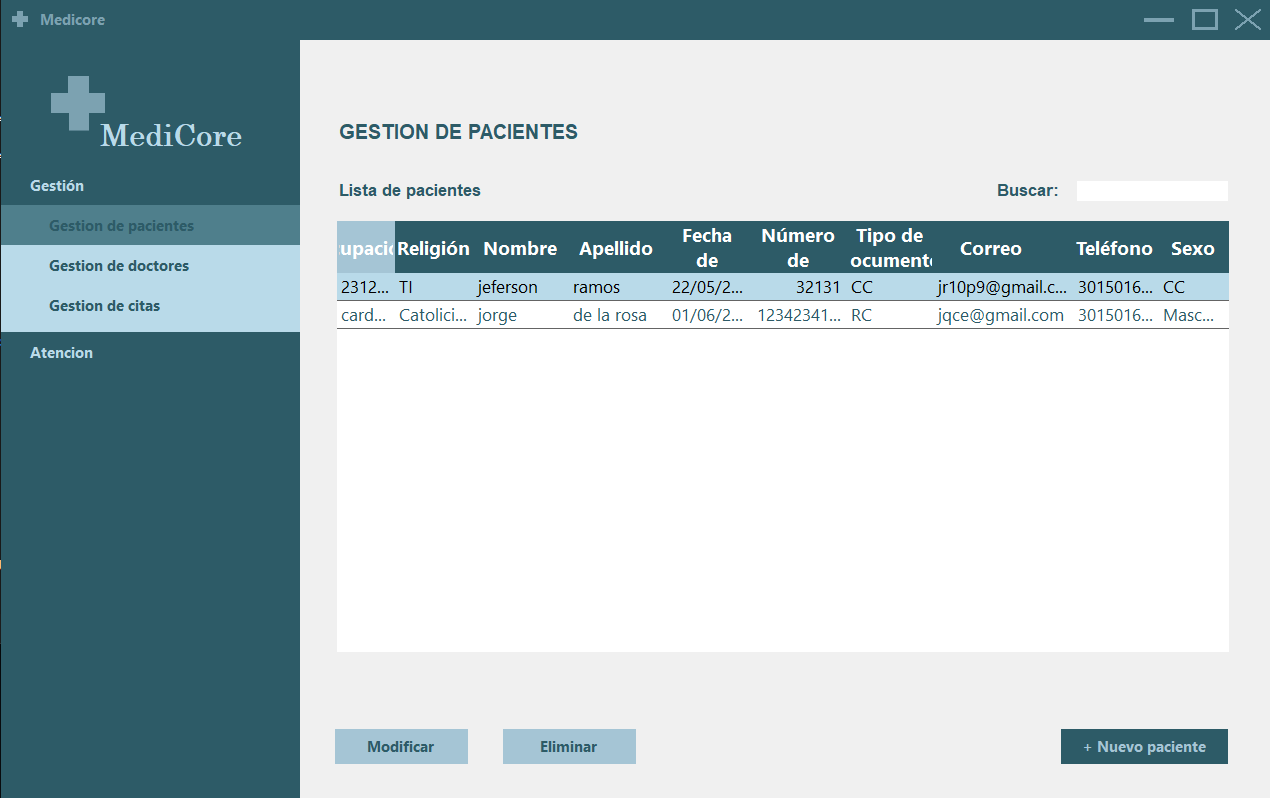 Medicore
MediCore
Gestión
Gestion de pacientes
Gestion de doctores
Gestion de citas
Atencion
GESTION DE PACIENTES
Lista de pacientes
Buscar:
upació Religión Nombre Apellido Fecha de Número de Tipo de ocumento Correo Teléfono Sexo
2312... TI jeferson ramos 22/05/2... 32131 CC jr10p9@gmail.c... 3015016... CC
card... Catolici... jorge de la rosa 01/06/2... 12342341... RC jqce@gmail.com 3015016... Masc...
Modificar
Eliminar
+ Nuevo paciente